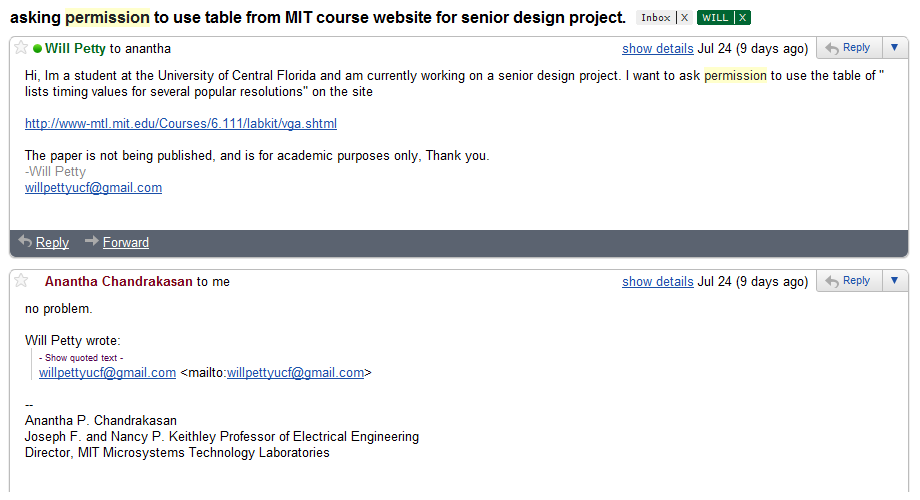 asking permission to use table from MIT course website for senior design project. Inbox X WILL X
Will Petty to anantha show details Jul 24 (9 days ago) Reply
Hi, Im a student at the University of Central Florida and am currently working on a senior design project. I want to ask permission to use the table of "
lists timing values for several popular resolutions" on the site
http://www-mtl.mit.edu/Courses/6.111/labkit/vga.shtml
The paper is not being published, and is for academic purposes only, Thank you.
-Will Petty
willpettyucf@gmail.com
Reply Forward
Anantha Chandrakasan to me show details Jul 24 (9 days ago) Reply
no problem.
Will Petty wrote:
- Show quoted text -
willpettyucf@gmail.com <mailto:willpettyucf@gmail.com>
--
Anantha P. Chandrakasan
Joseph F. and Nancy P. Keithley Professor of Electrical Engineering
Director, MIT Microsystems Technology Laboratories